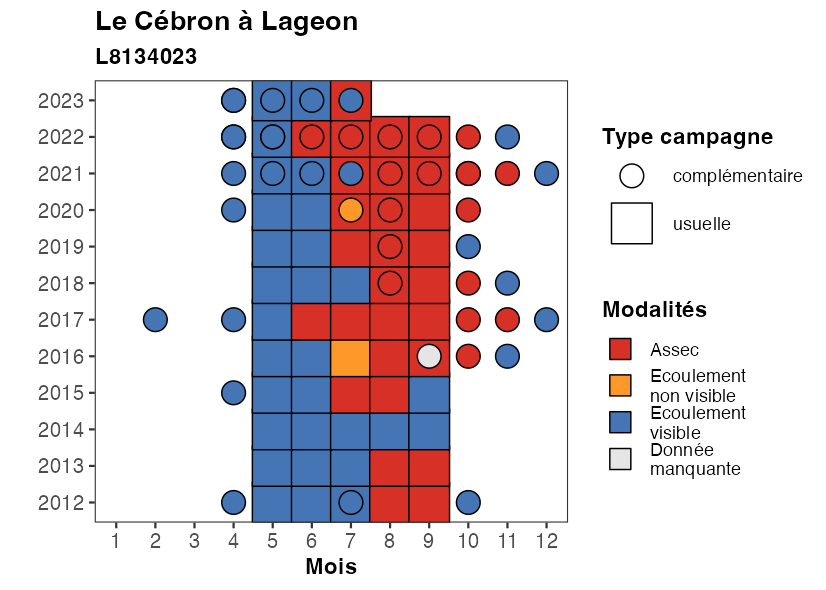 Le Cébron à Lageon
L8134023
2023
2022
2021
2020
2019
2018
2017
2016
2015
2014
2013
2012
1 2 3 4 5 6 7 8 9 10 11 12
Mois
Type campagne
complémentaire
usuelle
Modalités
Assec
Ecoulement
non visible
Ecoulement
visible
Donnée
manquante